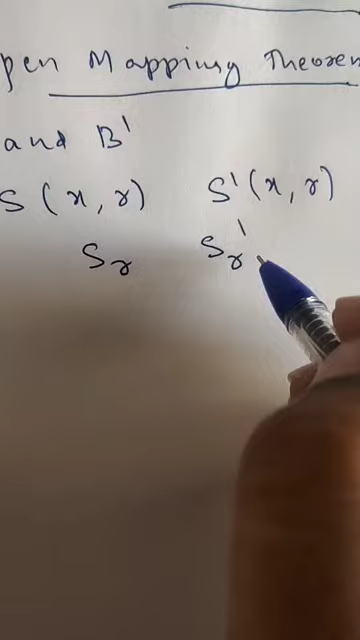 pen Mapping Theorem
and B'
S(x, r) S'(x, r)
Sr Sr'